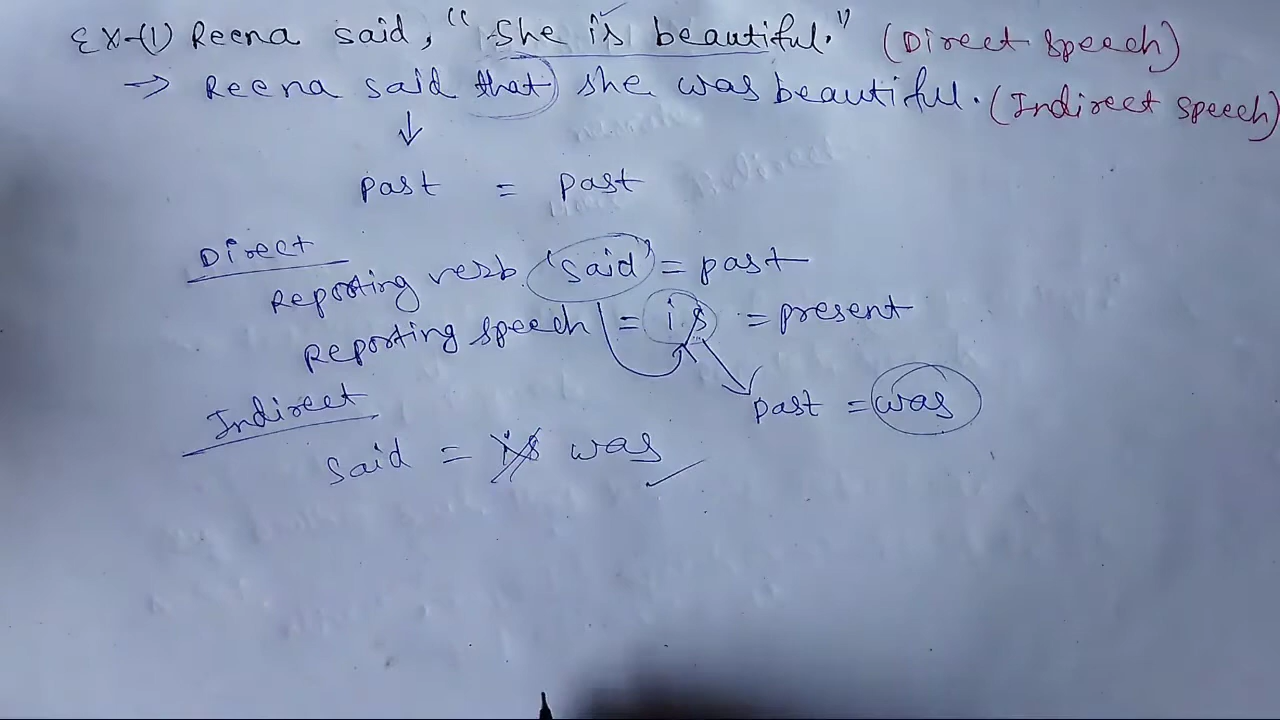 Ex-(1) Reena said, "She is beautiful." (Direct speech)
→ Reena said that she was beautiful. (Indirect speech)
↓
past = past
Direct
Reporting verb 'said' = past
Reporting speech = is = present
past = was
Indirect
said = is was ✓